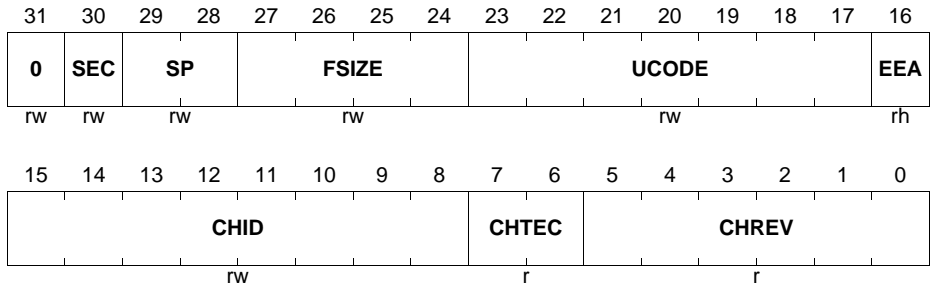 31 30 29 28 27 26 25 24 23 22 21 20 19 18 17 16
0 SEC SP FSIZE UCODE EEA
rw rw rw rw rw rh
15 14 13 12 11 10 9 8 7 6 5 4 3 2 1 0
CHID CHTEC CHREV
rw r r